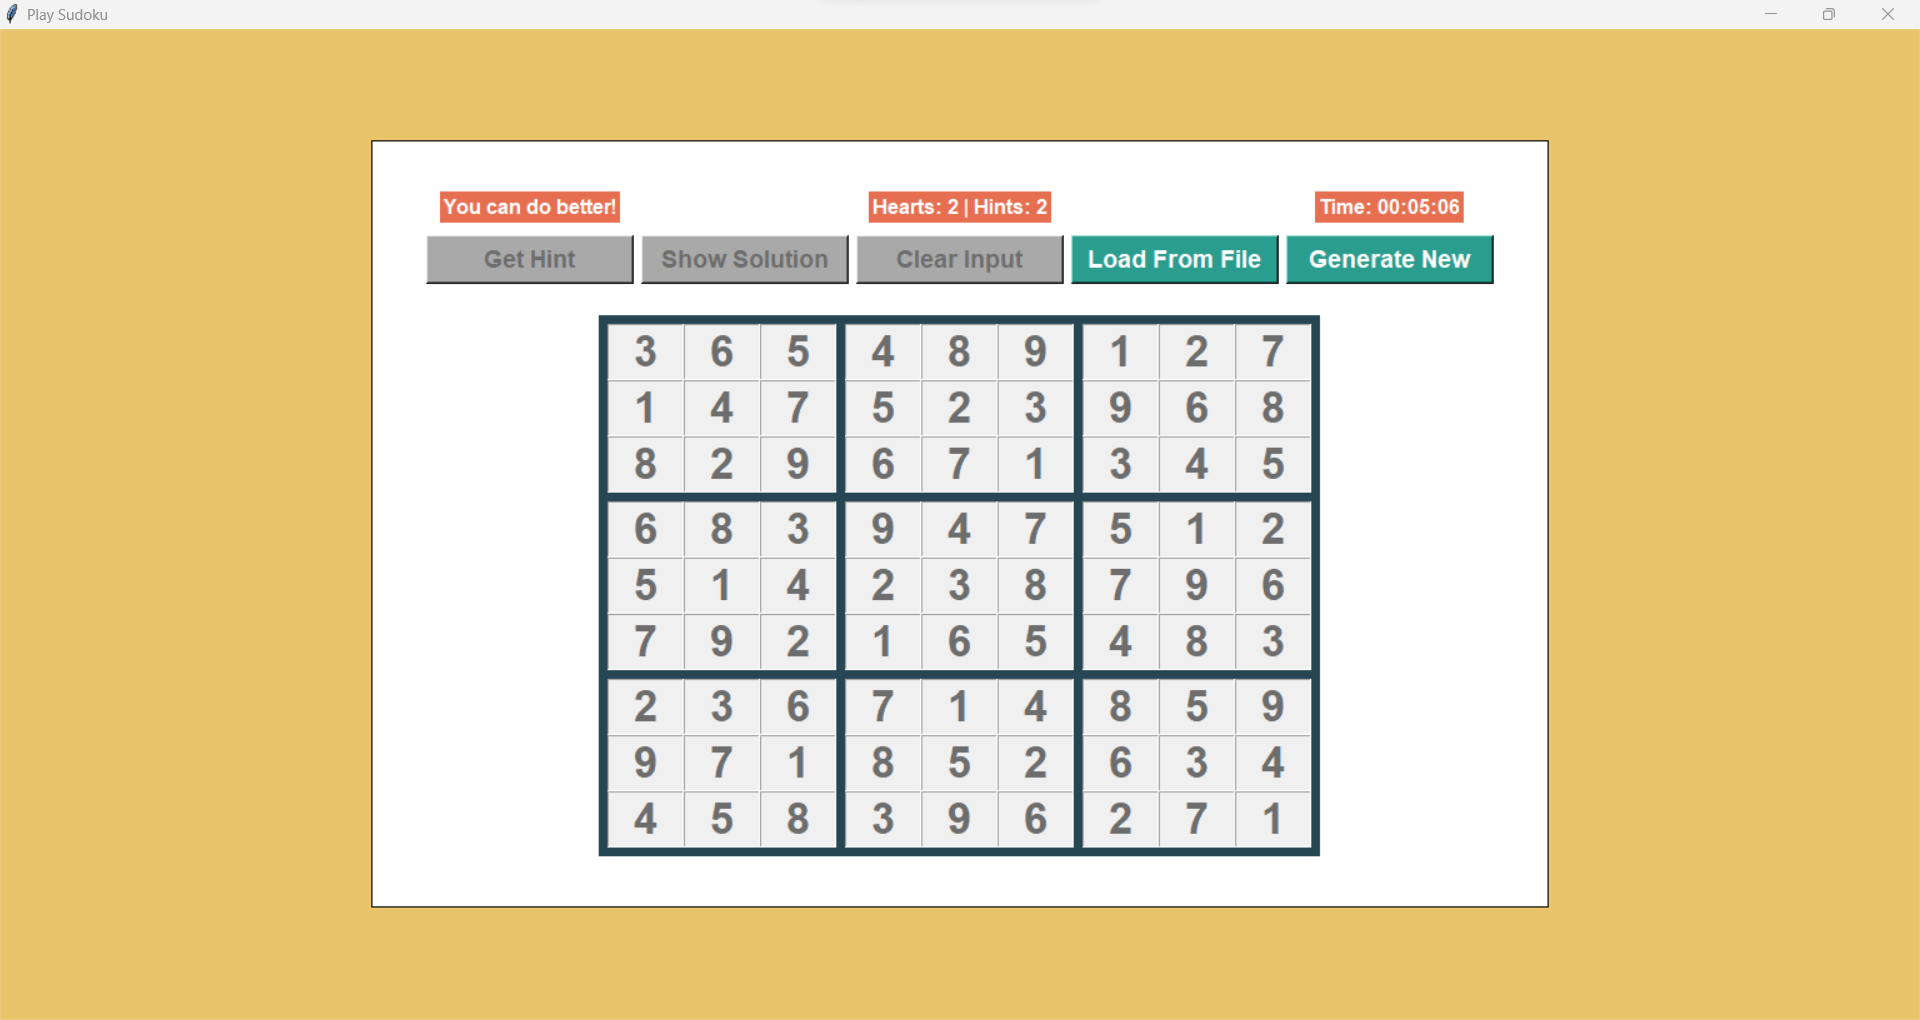 Play Sudoku
You can do better! Hearts: 2 | Hints: 2 Time: 00:05:06
Get Hint Show Solution Clear Input Load From File Generate New
3 6 5 4 8 9 1 2 7
1 4 7 5 2 3 9 6 8
8 2 9 6 7 1 3 4 5
6 8 3 9 4 7 5 1 2
5 1 4 2 3 8 7 9 6
7 9 2 1 6 5 4 8 3
2 3 6 7 1 4 8 5 9
9 7 1 8 5 2 6 3 4
4 5 8 3 9 6 2 7 1